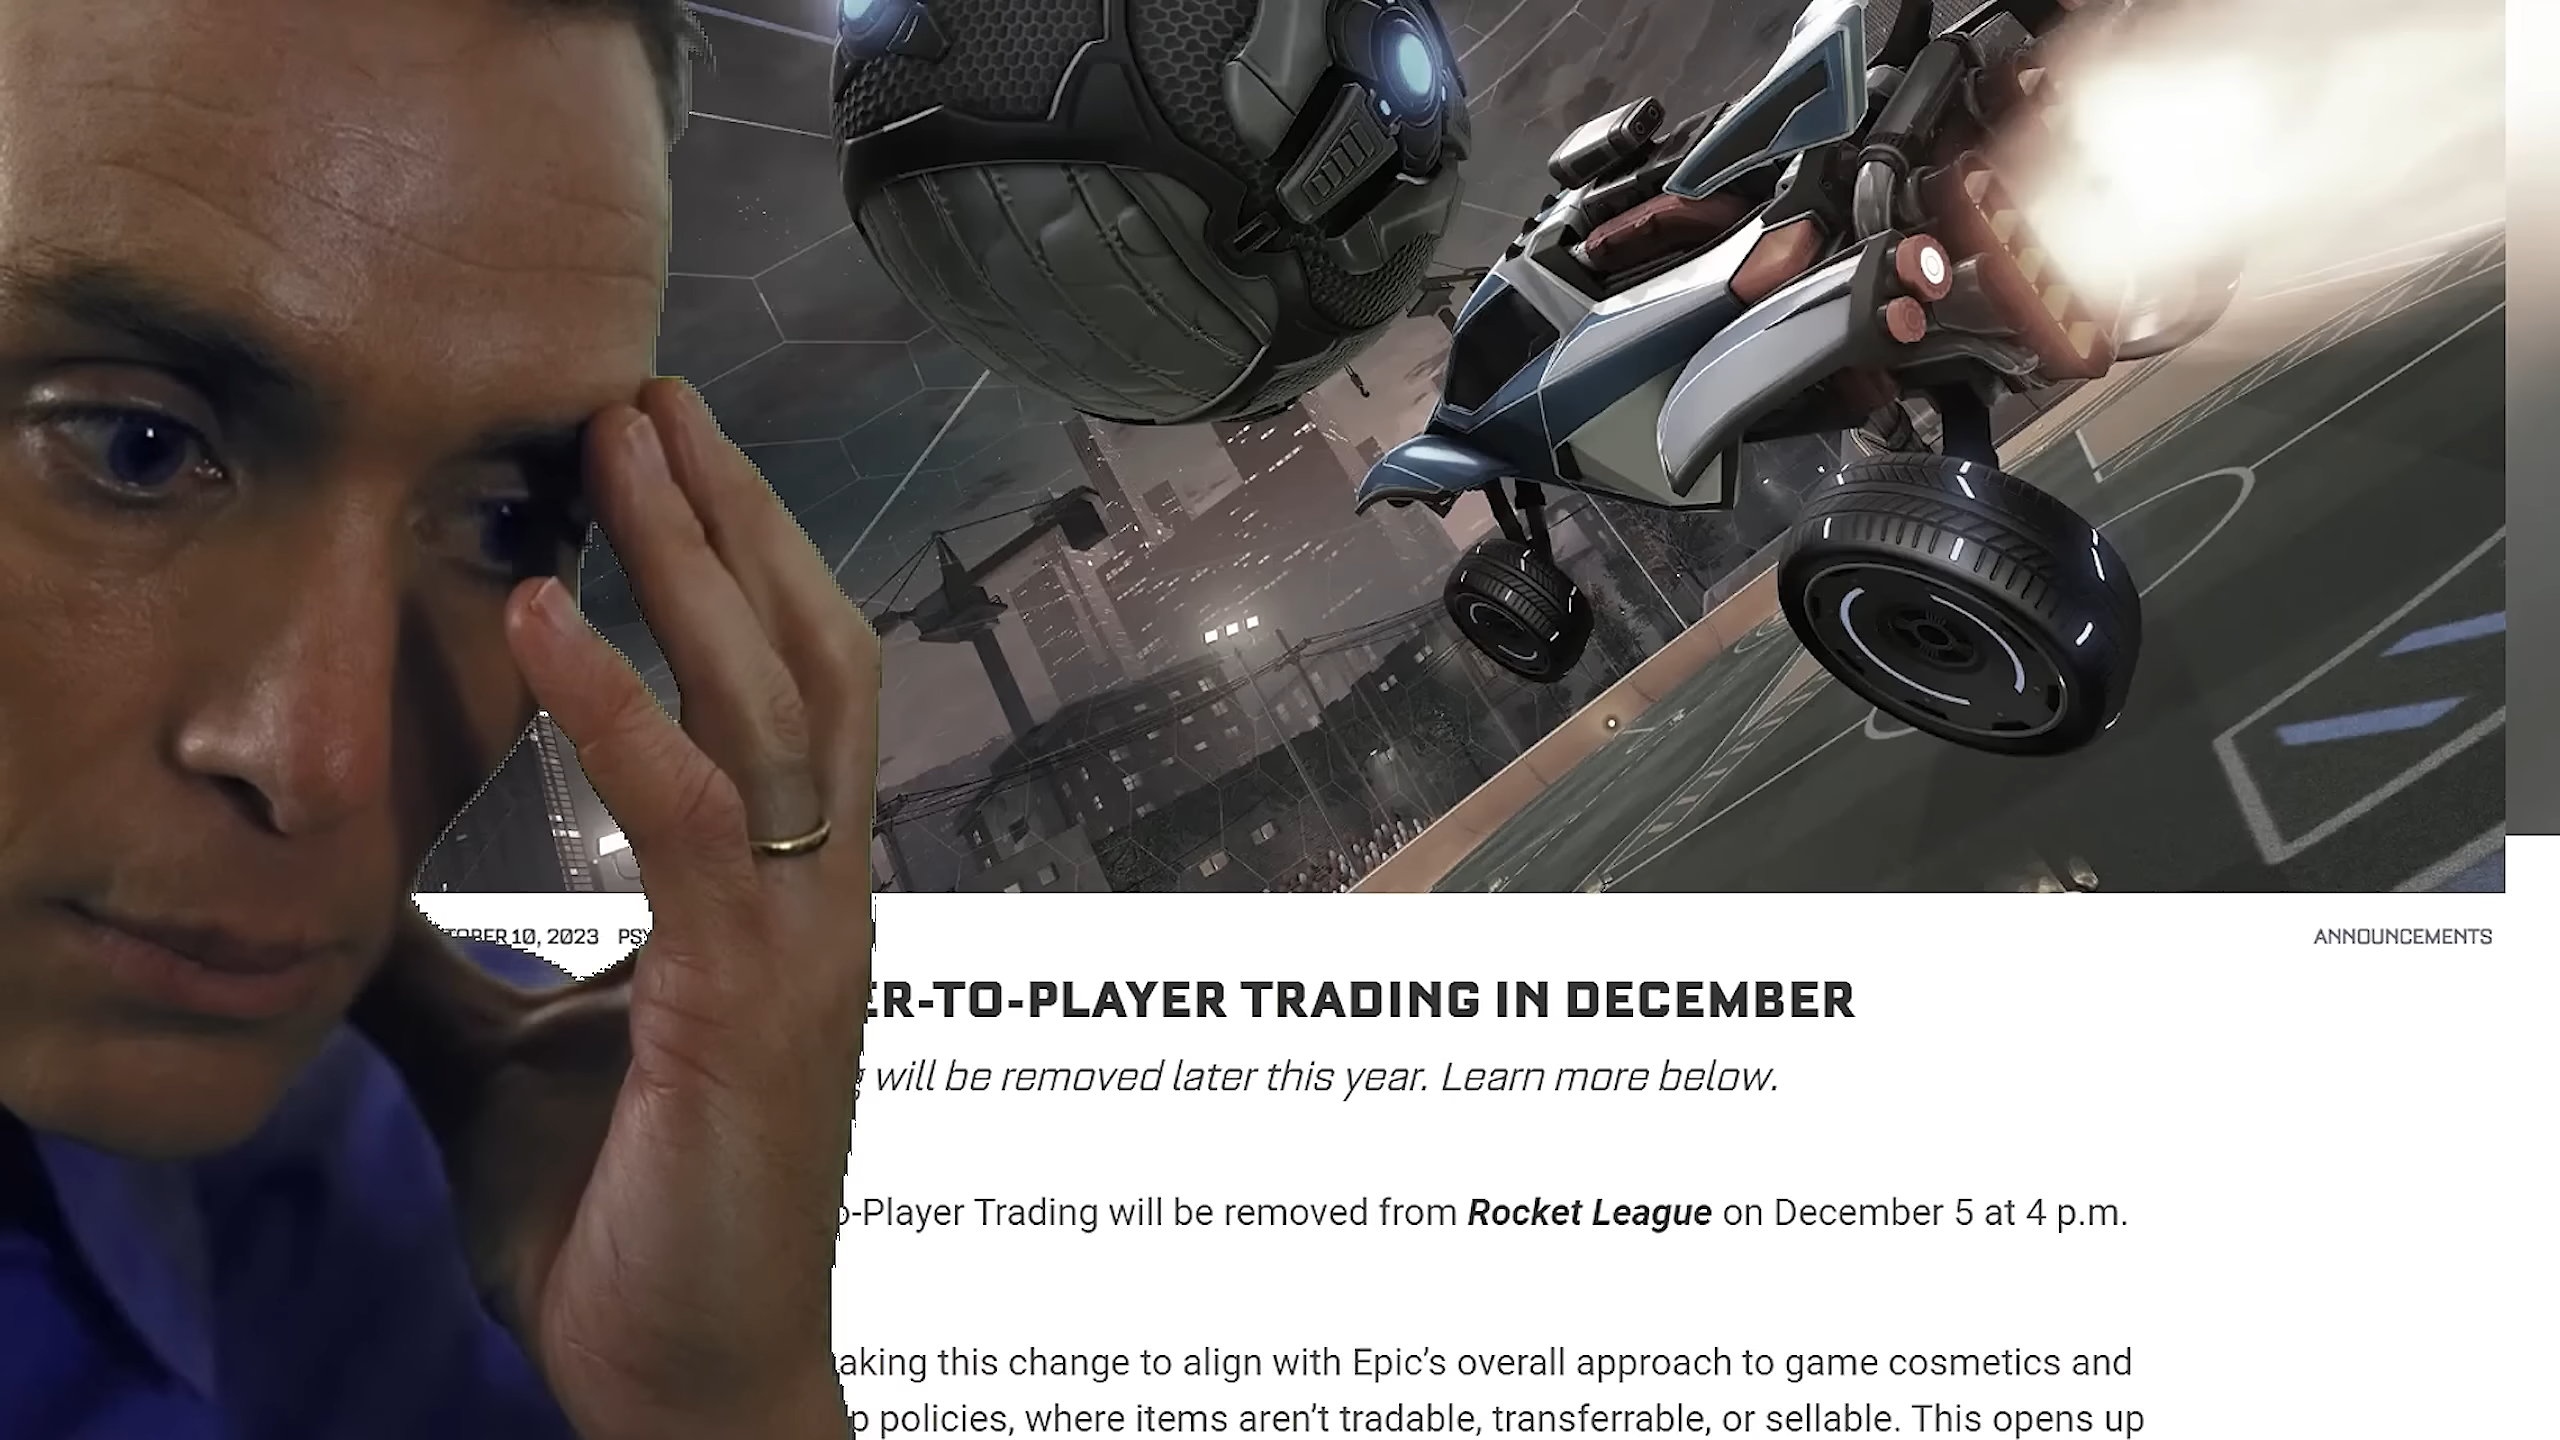 TOBER 10, 2023 PSY ANNOUNCEMENTS
ER-TO-PLAYER TRADING IN DECEMBER
will be removed later this year. Learn more below.
o-Player Trading will be removed from Rocket League on December 5 at 4 p.m.
aking this change to align with Epic’s overall approach to game cosmetics and
p policies, where items aren’t tradable, transferrable, or sellable. This opens up